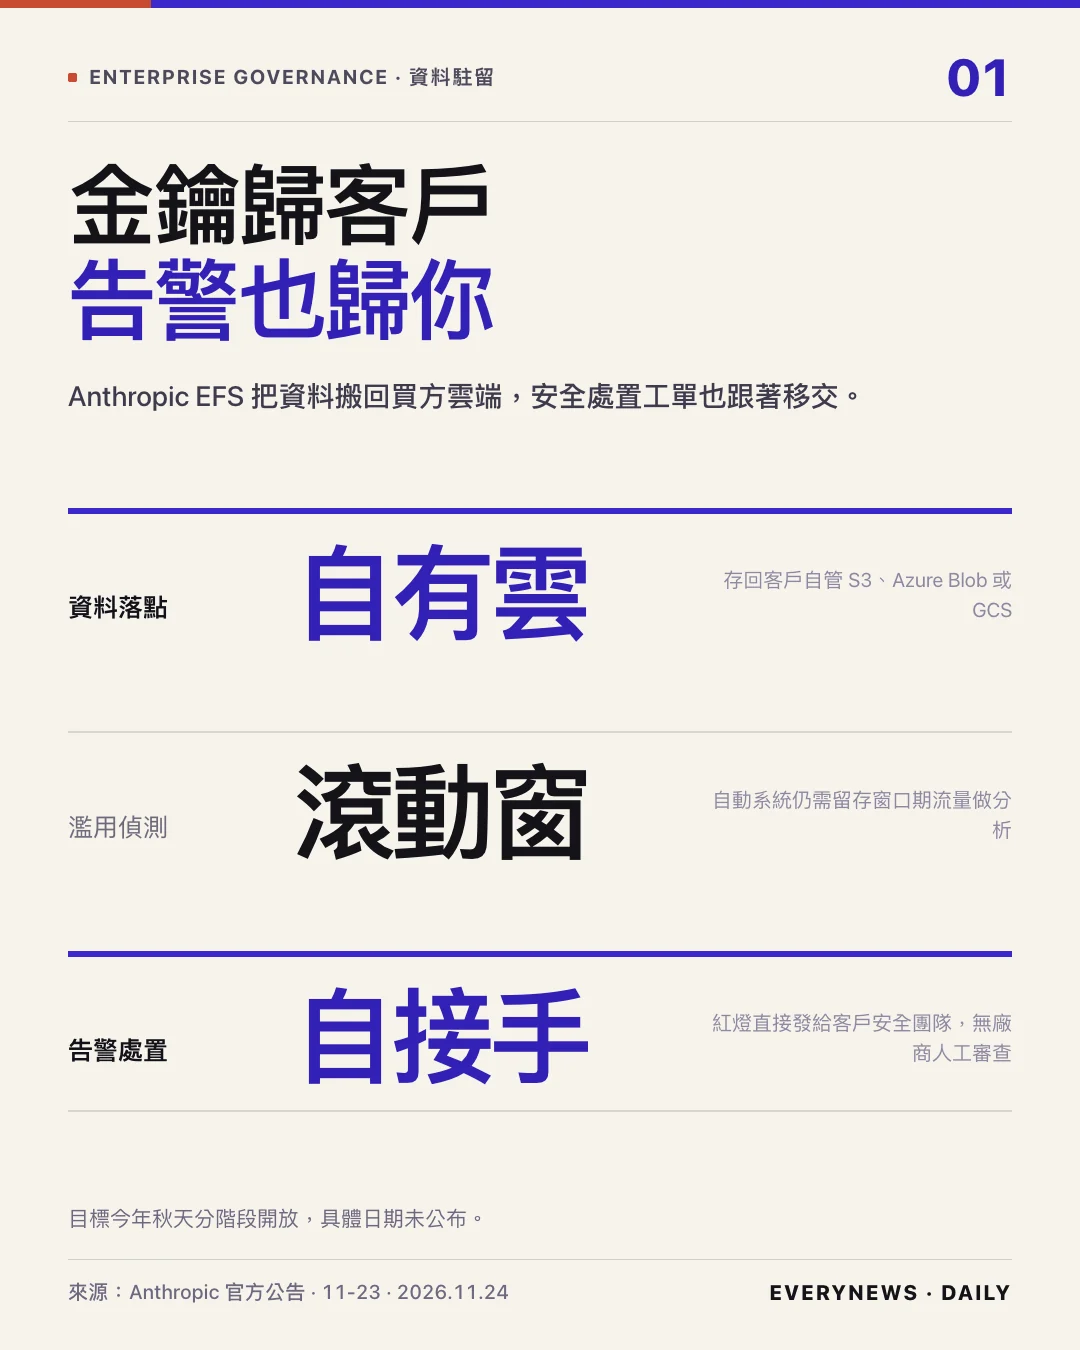 ENTERPRISE GOVERNANCE · 資料駐留
01
金鑰歸客戶
告警也歸你
Anthropic EFS 把資料搬回買方雲端，安全處置工單也跟著移交。
資料落點
自有雲
存回客戶自管 S3、Azure Blob 或
GCS
濫用偵測
滾動窗
自動系統仍需留存窗口期流量做分
析
告警處置
自接手
紅燈直接發給客戶安全團隊，無廠
商人工審查
目標今年秋天分階段開放，具體日期未公布。
來源：Anthropic 官方公告 · 11-23 · 2026.11.24
EVERYNEWS · DAILY